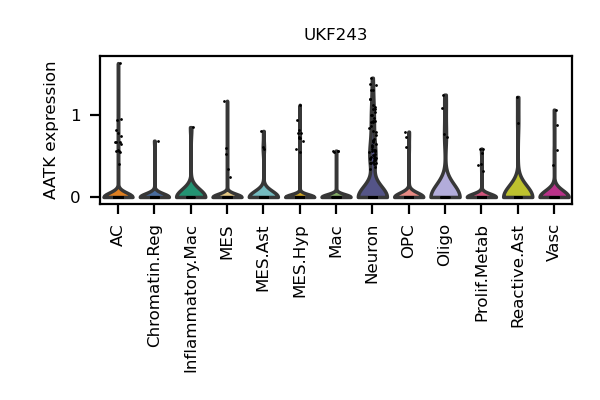 UKF243
AATK expression
1
0
AC
Chromatin.Reg
Inflammatory.Mac
MES
MES.Ast
MES.Hyp
Mac
Neuron
OPC
Oligo
Prolif.Metab
Reactive.Ast
Vasc